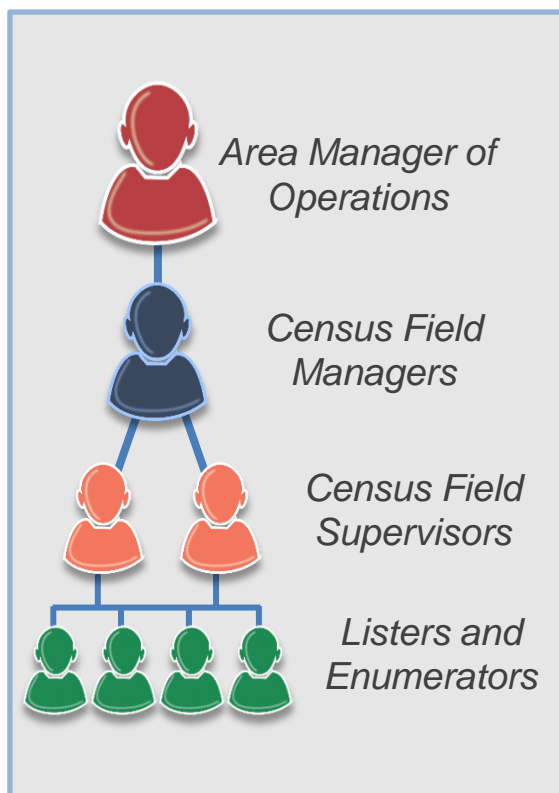 Area Manager of
Operations
Census Field
Managers
Census Field
Supervisors
Listers and
Enumerators